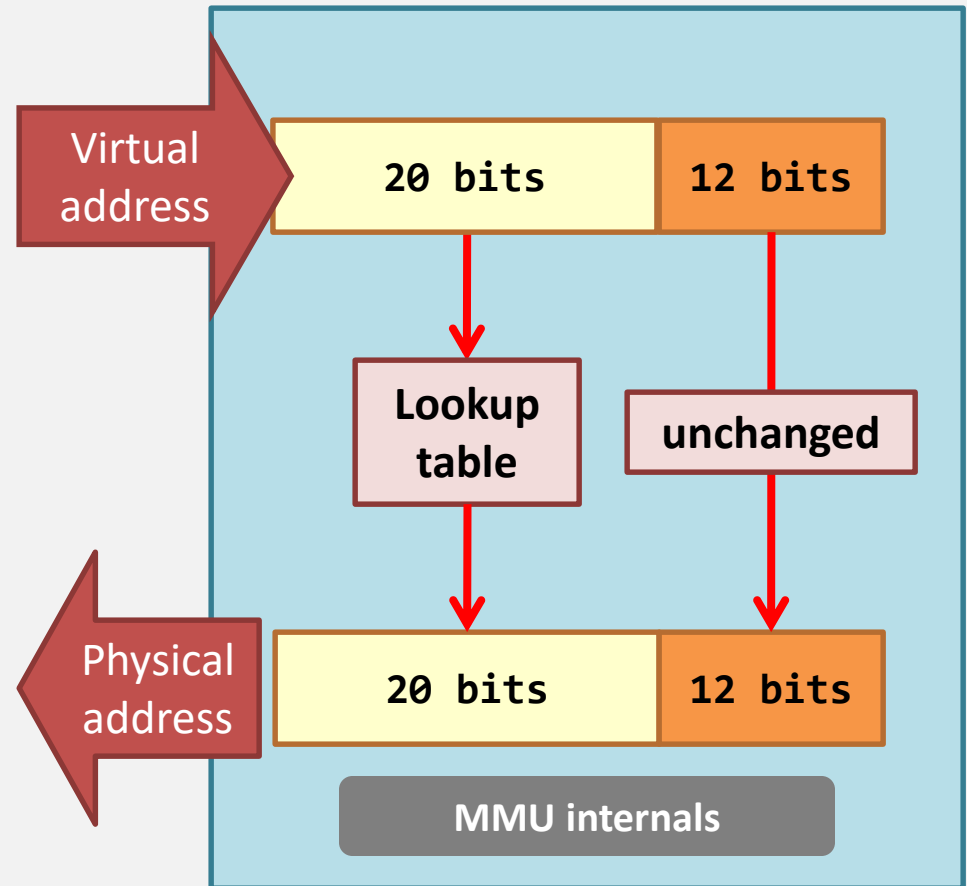 Virtual
address
20 bits
12 bits
Lookup
table
unchanged
Physical
address
20 bits
12 bits
MMU internals